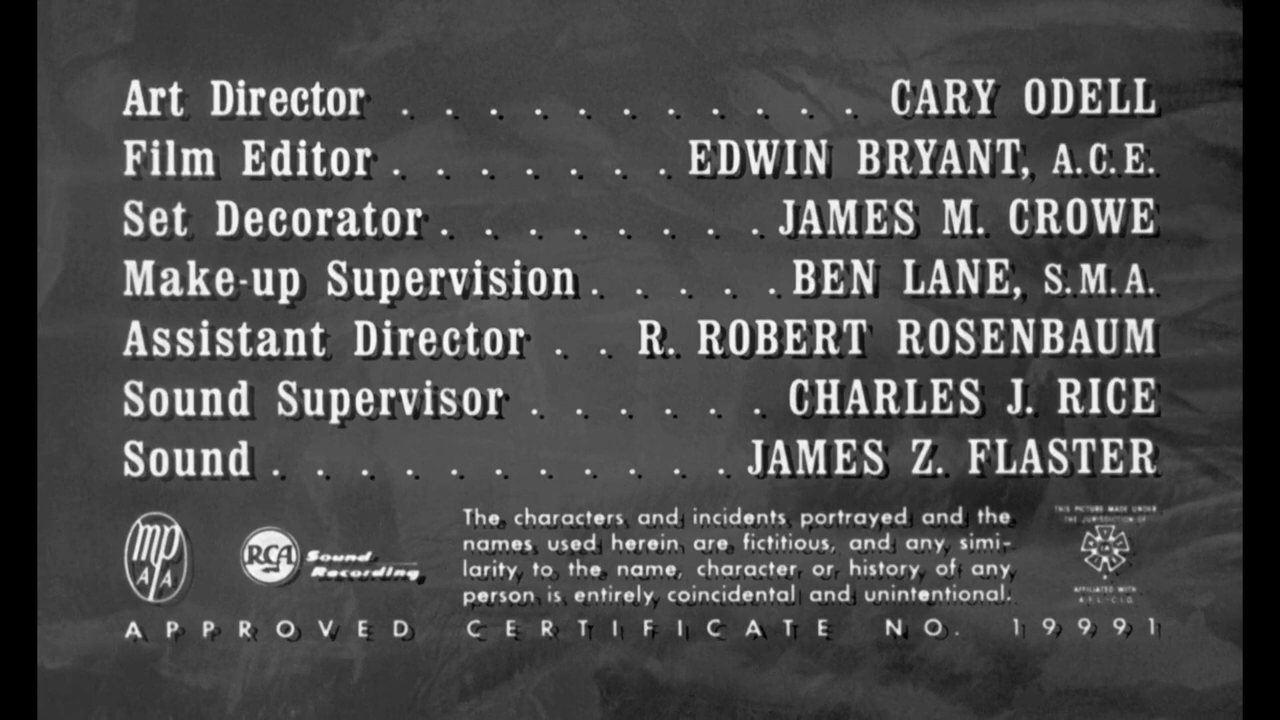 Art Director . . . . . . . . . . . CARY ODELL
Film Editor . . . . . . . EDWIN BRYANT, A.C.E.
Set Decorator . . . . . . . . JAMES M. CROWE
Make-up Supervision . . . . . BEN LANE, S.M.A.
Assistant Director . . R. ROBERT ROSENBAUM
Sound Supervisor . . . . . . CHARLES J. RICE
Sound . . . . . . . . . . . JAMES Z. FLASTER
MPAA
RCA Sound Recording
The characters and incidents portrayed and the
names used herein are fictitious, and any simi-
larity to the name, character or history of any
person is entirely coincidental and unintentional.
THIS PICTURE MADE UNDER
THE JURISDICTION OF
AFFILIATED WITH
A.F.L.-C.I.O.
APPROVED CERTIFICATE NO. 19991